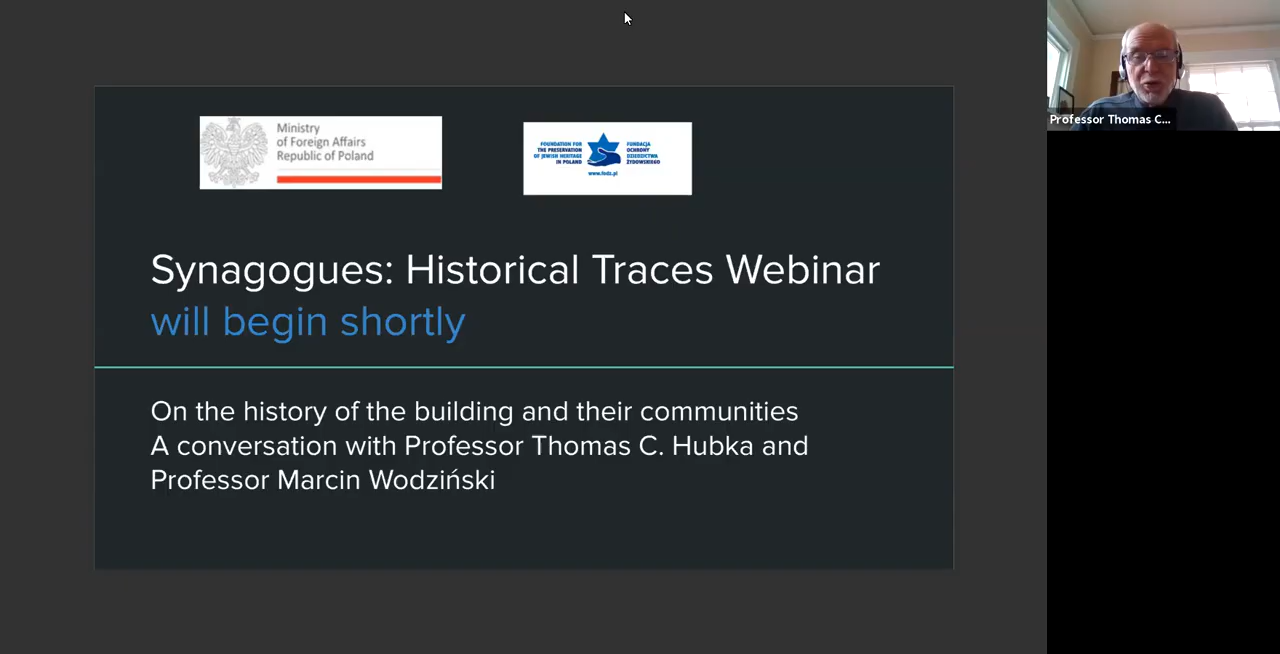 Ministry
of Foreign Affairs
Republic of Poland
FOUNDATION FOR
THE PRESERVATION
OF JEWISH HERITAGE
IN POLAND
FUNDACJA
OCHRONY
DZIEDZICTWA
ŻYDOWSKIEGO
www.fodz.pl
Synagogues: Historical Traces Webinar
will begin shortly
On the history of the building and their communities
A conversation with Professor Thomas C. Hubka and
Professor Marcin Wodziński
Professor Thomas C...